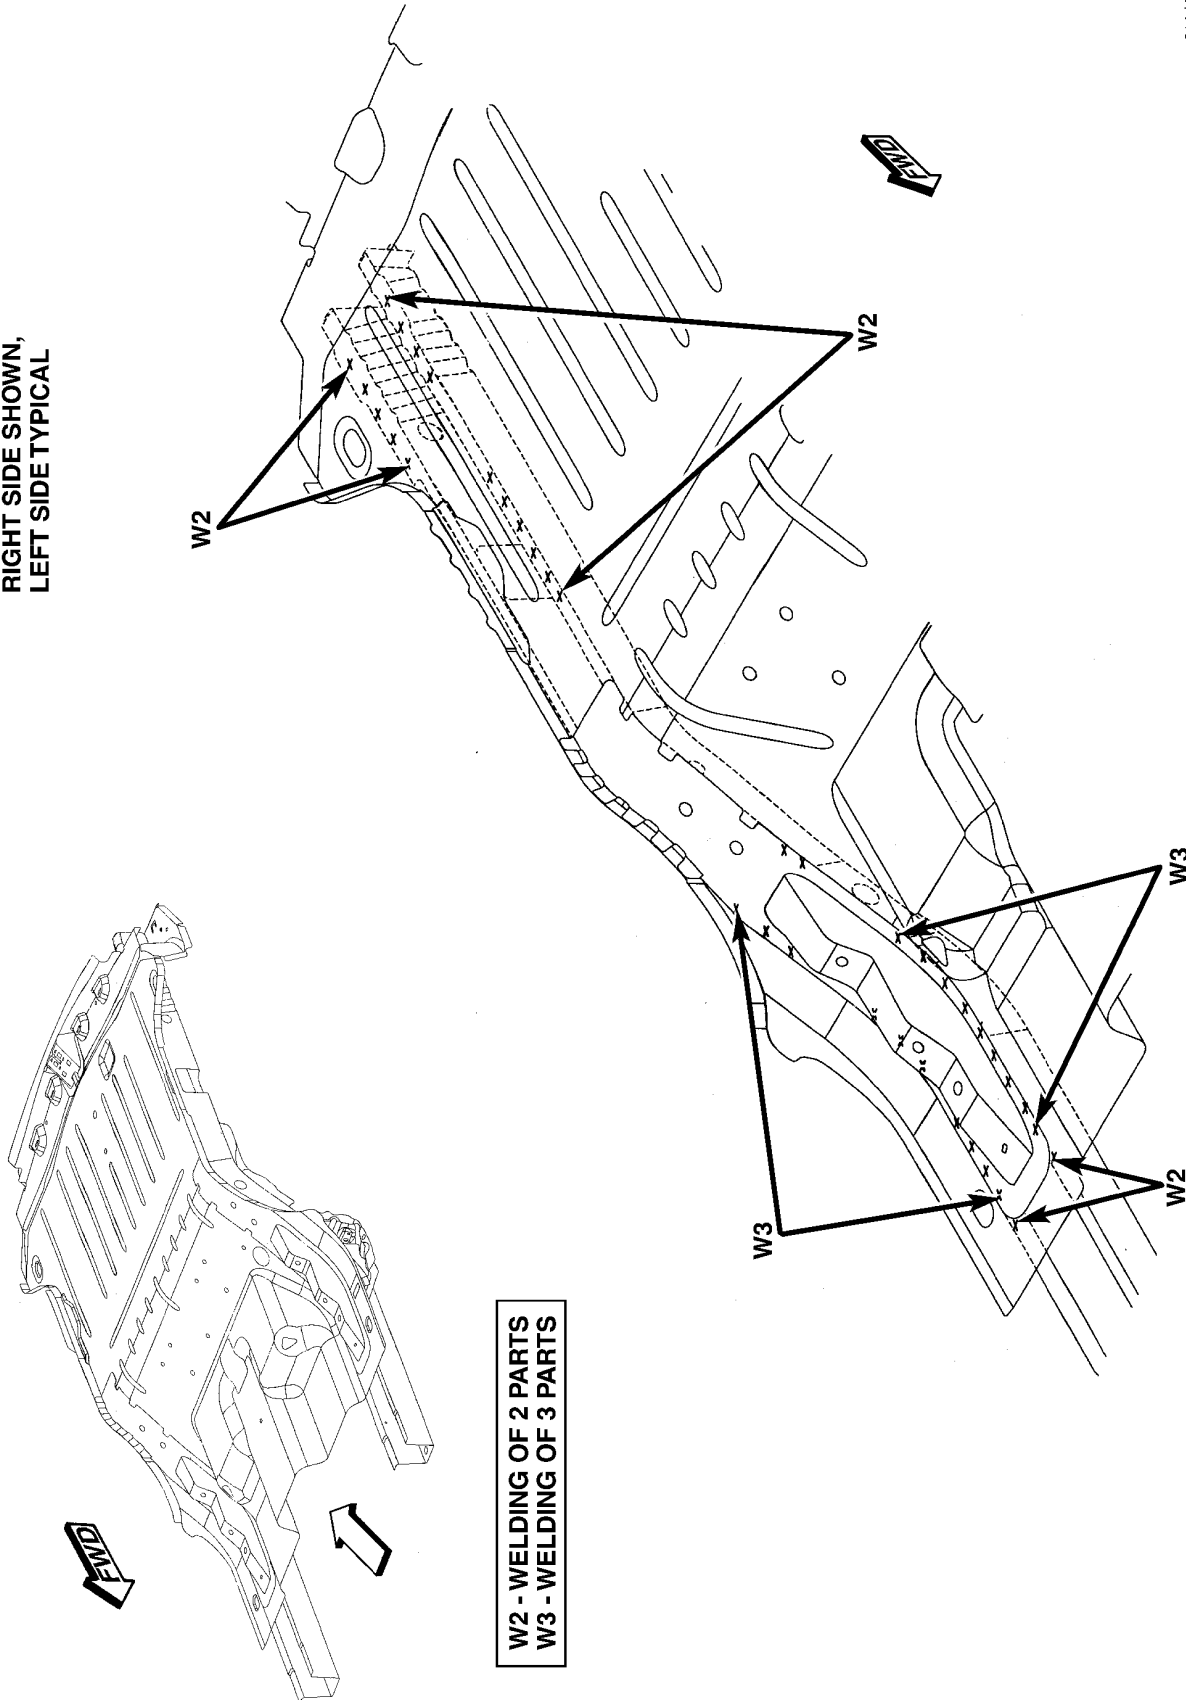 RIGHT SIDE SHOWN,
LEFT SIDE TYPICAL
FWD
W2
W2
FWD
W3
W3
W2
W2 - WELDING OF 2 PARTS
W3 - WELDING OF 3 PARTS